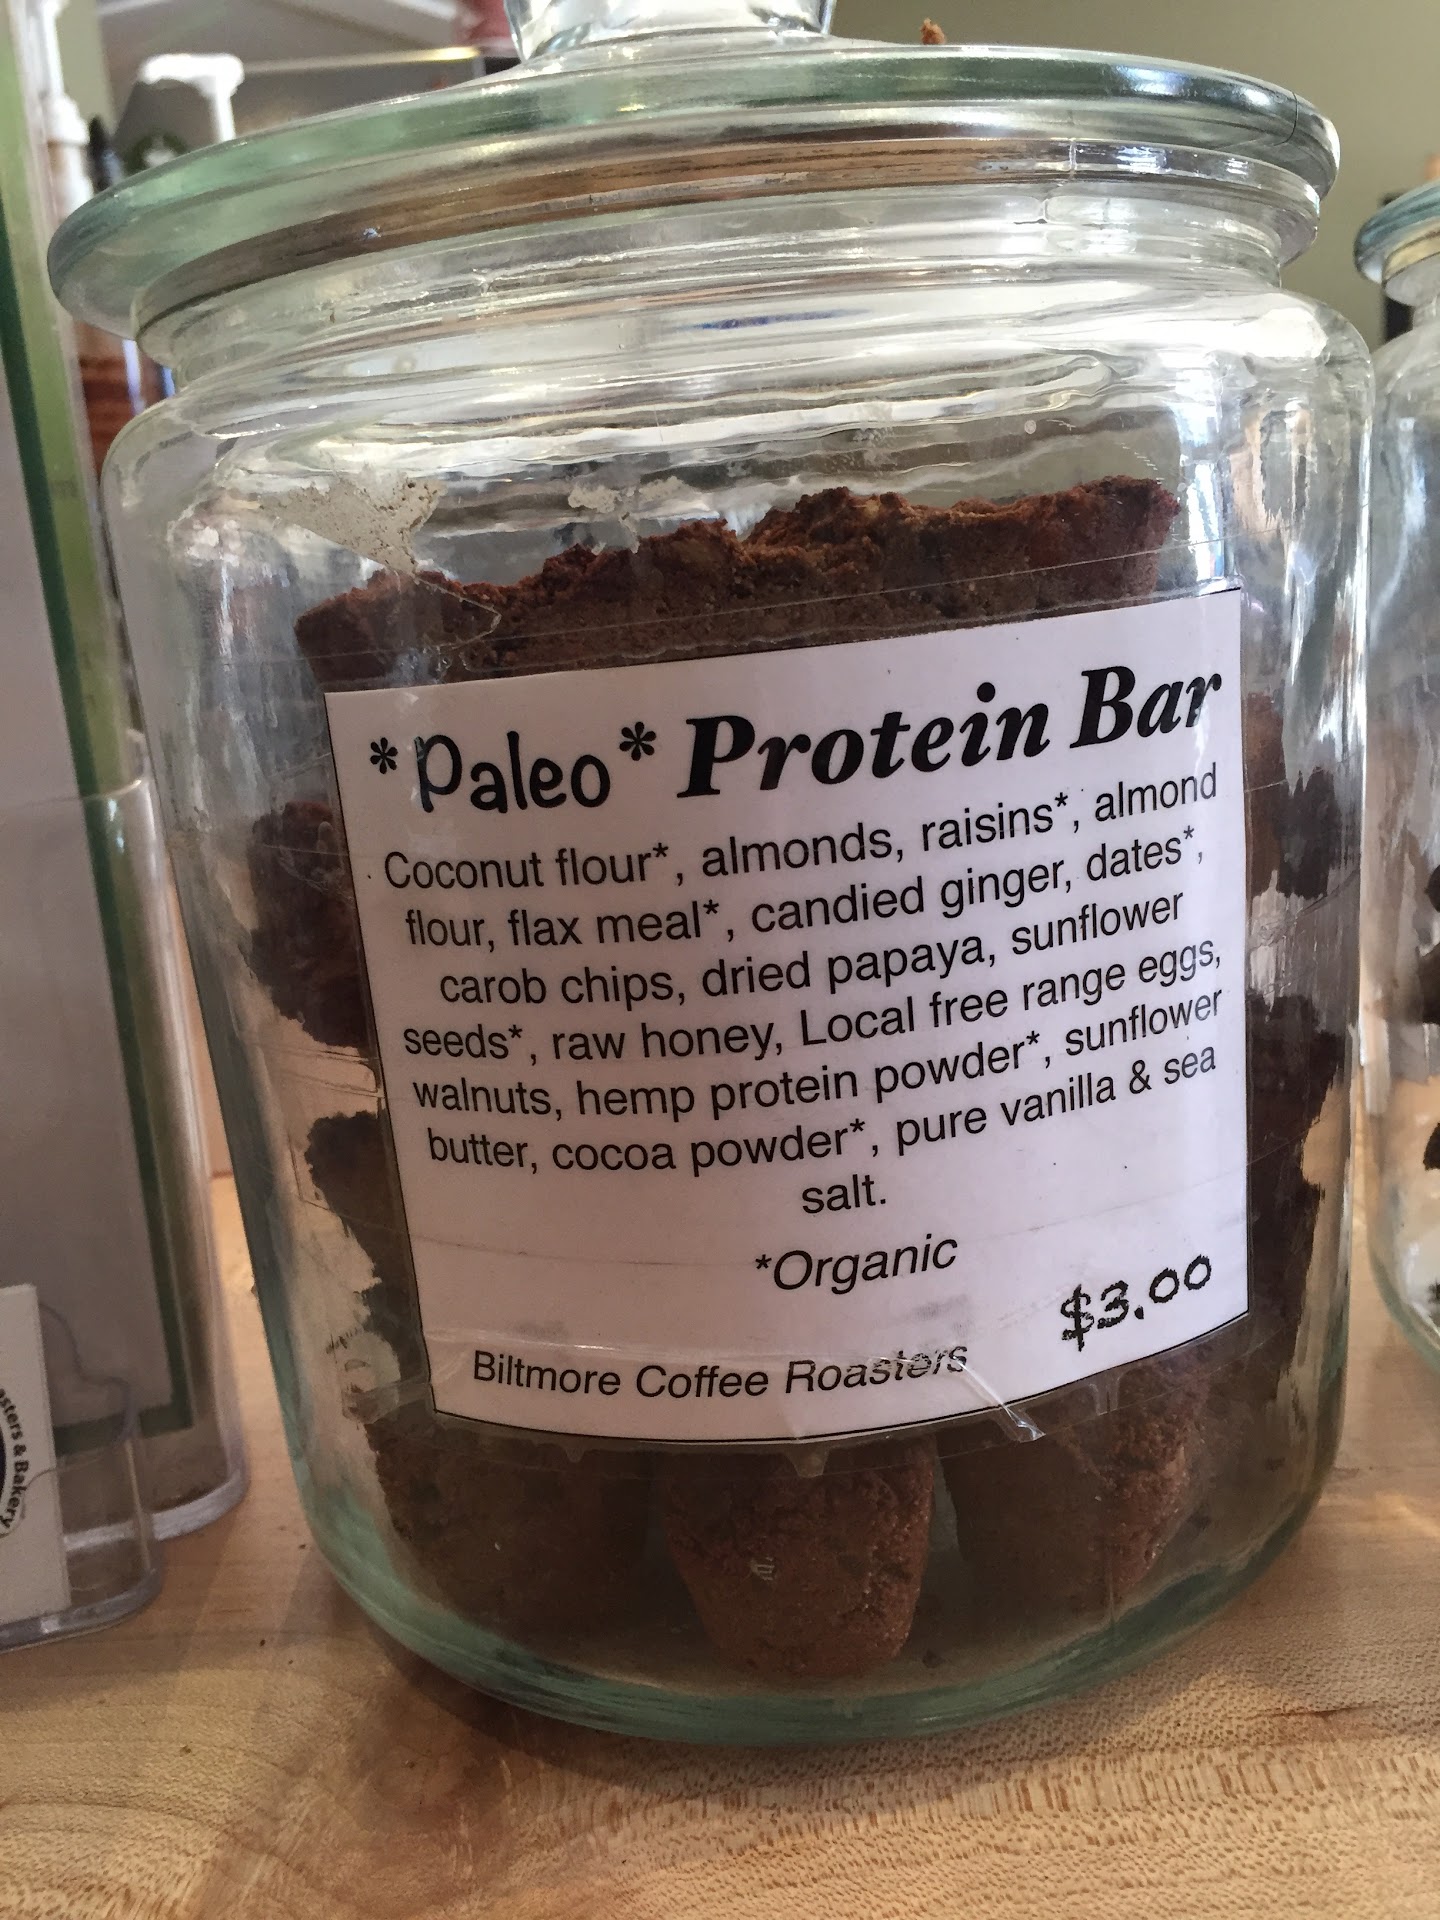 *Paleo* Protein Bar
Coconut flour*, almonds, raisins*, almond
flour, flax meal*, candied ginger, dates*,
carob chips, dried papaya, sunflower
seeds*, raw honey, Local free range eggs,
walnuts, hemp protein powder*, sunflower
butter, cocoa powder*, pure vanilla & sea
salt.
*Organic
$3.00
Biltmore Coffee Roasters
& Bakery